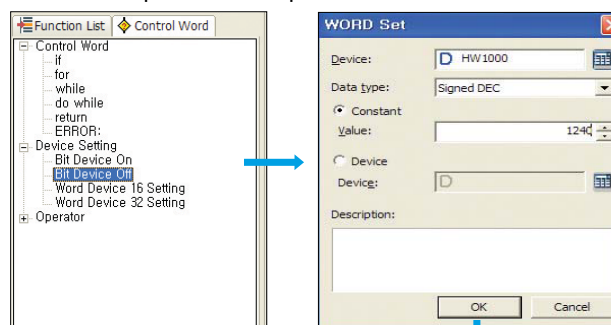 Function List
Control Word
Control Word
if
for
while
do while
return
ERROR:
Device Setting
Bit Device On
Bit Device Off
Word Device 16 Setting
Word Device 32 Setting
Operator
WORD Set
Device:
D HW1000
Data type:
Signed DEC
Constant
Value:
1240
Device
Device:
D
Description:
OK
Cancel